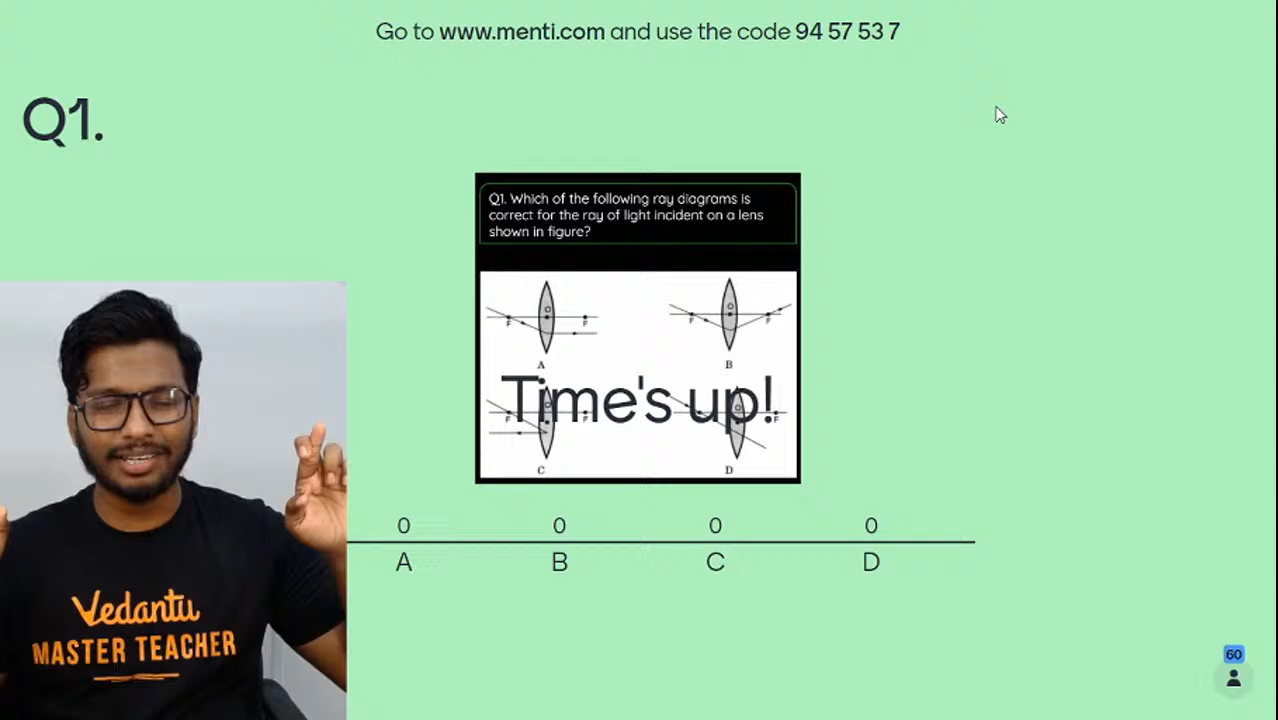 Go to www.menti.com and use the code 94 57 53 7
Q1.
Q1. Which of the following ray diagrams is
correct for the ray of light incident on a lens
shown in figure?
O
F
F
A
O
F
F
B
Time's up!
O
F
F
C
O
F
D
0 0 0 0
A B C D
Vedantu
MASTER TEACHER
60